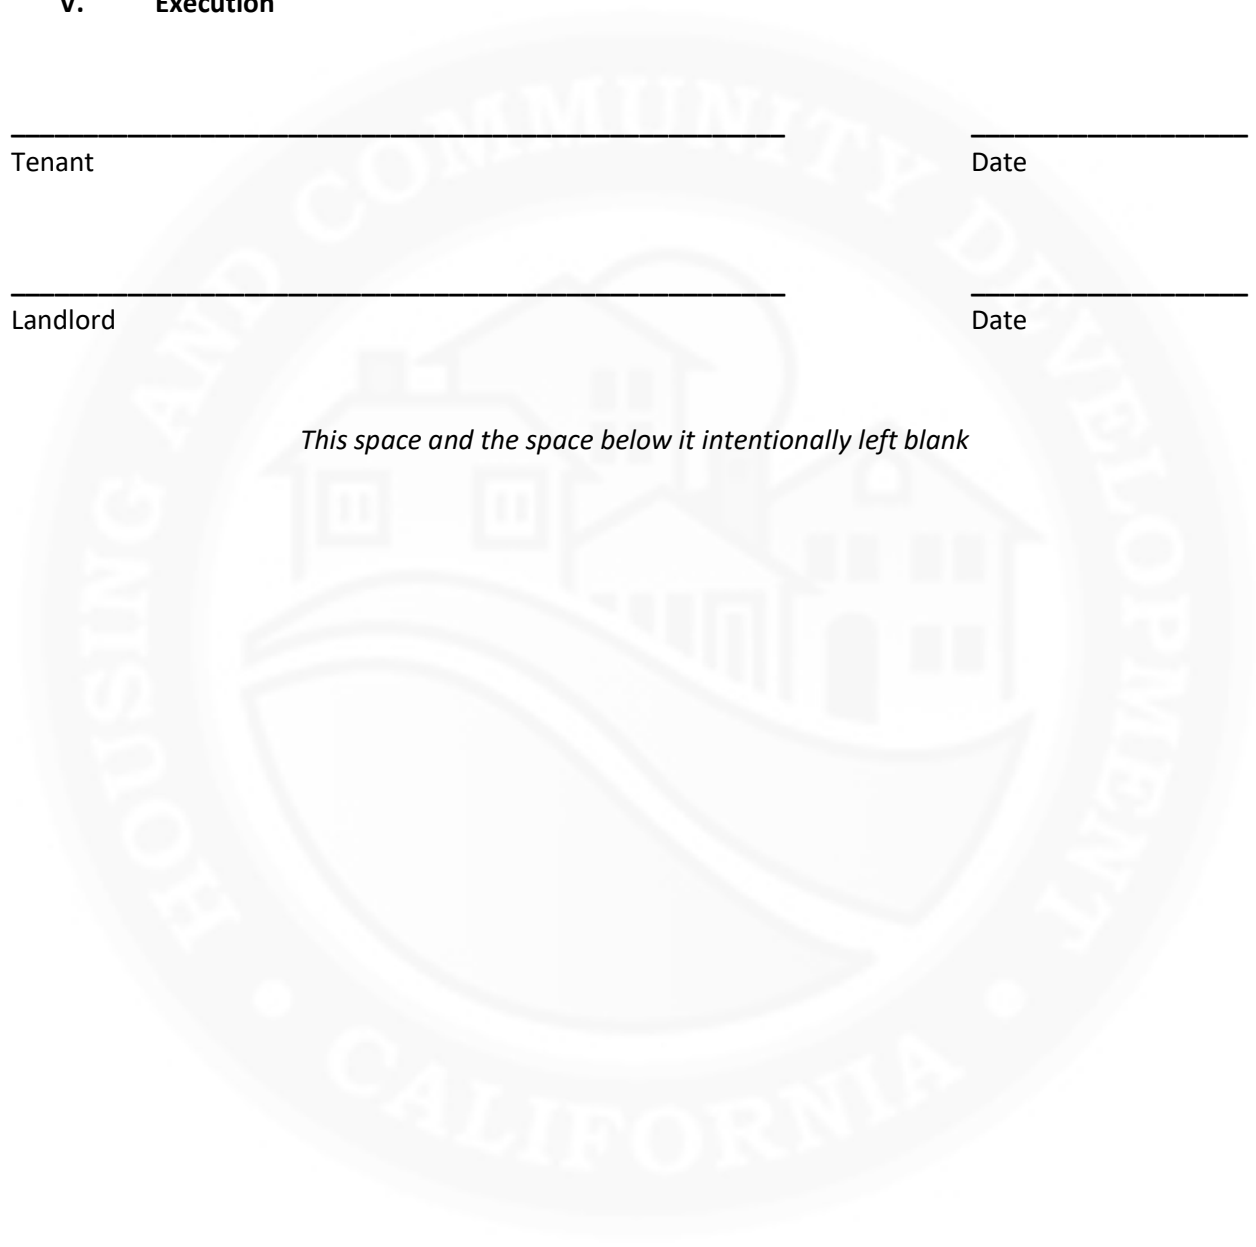 V. Execution
Tenant Date
Landlord Date
This space and the space below it intentionally left blank
HOUSING AND COMMUNITY DEVELOPMENT
• CALIFORNIA •